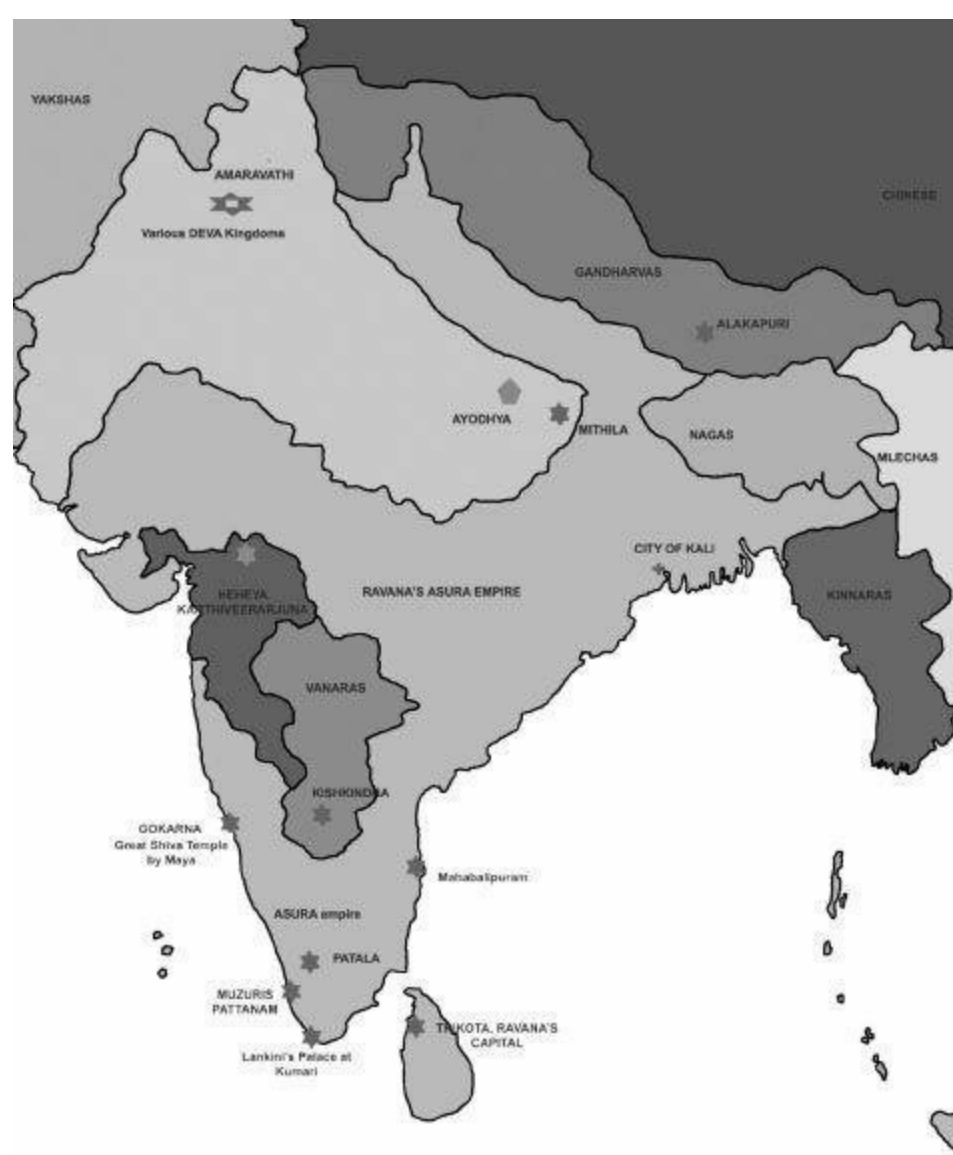 YAKSHAS
AMARAVATHI
Various DEVA Kingdoms
CHINESE
GANDHARVAS
ALAKAPURI
AYODHYA
MITHILA
NAGAS
MLECHAS
CITY OF KALI
HEHEYA
KARTHIVEERARJUNA
RAVANA'S ASURA EMPIRE
KINNARAS
VANARAS
KISHKINDHA
GOKARNA
Great Shiva Temple
by Maya
Mahabalipuram
ASURA empire
PATALA
MUZURIS
PATTANAM
TRIKOTA, RAVANA'S
CAPITAL
Lankini's Palace at
Kumari